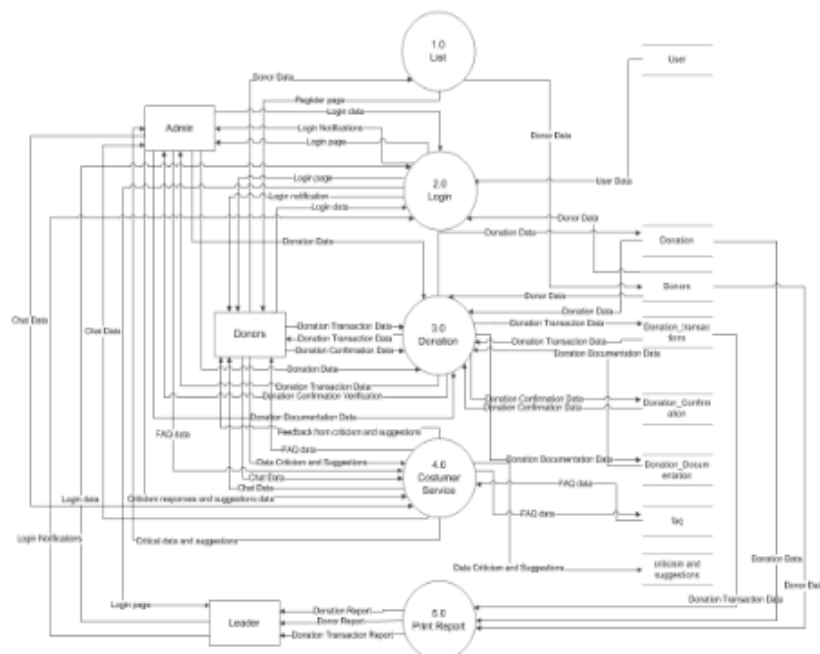 1.0
List
User
Donor Data
Register page
Admin
Login data
Login Notifications
Login page
Donor Data
2.0
Login
Login page
Login notification
Login data
User Data
Donor Data
Donation Data
Donation Data
Donation
Donors
Donor Data
Donation Data
Chat Data
Chat Data
Donors
Donation Transaction Data
Donation Transaction Data
Donation Confirmation Data
3.0
Donation
Donation Transaction Data
Donation Transaction Data
Donation Documentation Data
Donation_transac
tions
Donation Data
Donation Transaction Data
Donation Confirmation Verification
Donation Documentation Data
Donation Confirmation Data
Donation Confirmation Data
Donation_Confirm
ation
Feedback from criticism and suggestions
FAQ data
FAQ data
Data Criticism and Suggestions
Chat Data
Chat Data
4.0
Costumer
Service
Donation Documentation Data
Donation_Docum
entation
FAQ data
FAQ data
faq
Login data
Criticism responses and suggestions data
Login Notifications
Critical data and suggestions
Data Criticism and Suggestions
criticism and
suggestions
Donation Data
Donor Data
Donation Transaction Data
Login page
Leader
Donation Report
Donor Report
Donation Transaction Report
Print Report